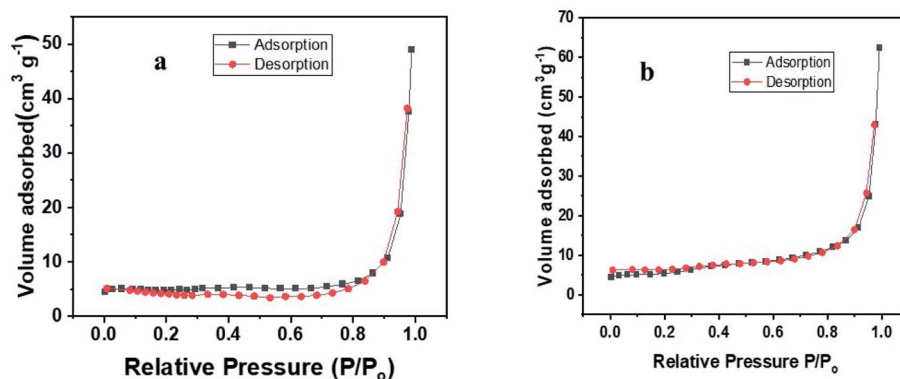 a
Adsorption
Desorption
Volume adsorbed(cm³ g⁻¹)
50
40
30
20
10
0
0.0 0.2 0.4 0.6 0.8 1.0
Relative Pressure (P/Pₒ)
b
Adsorption
Desorption
Volume adsorbed (cm³ g⁻¹)
70
60
50
40
30
20
10
0
0.0 0.2 0.4 0.6 0.8 1.0
Relative Pressure P/Pₒ